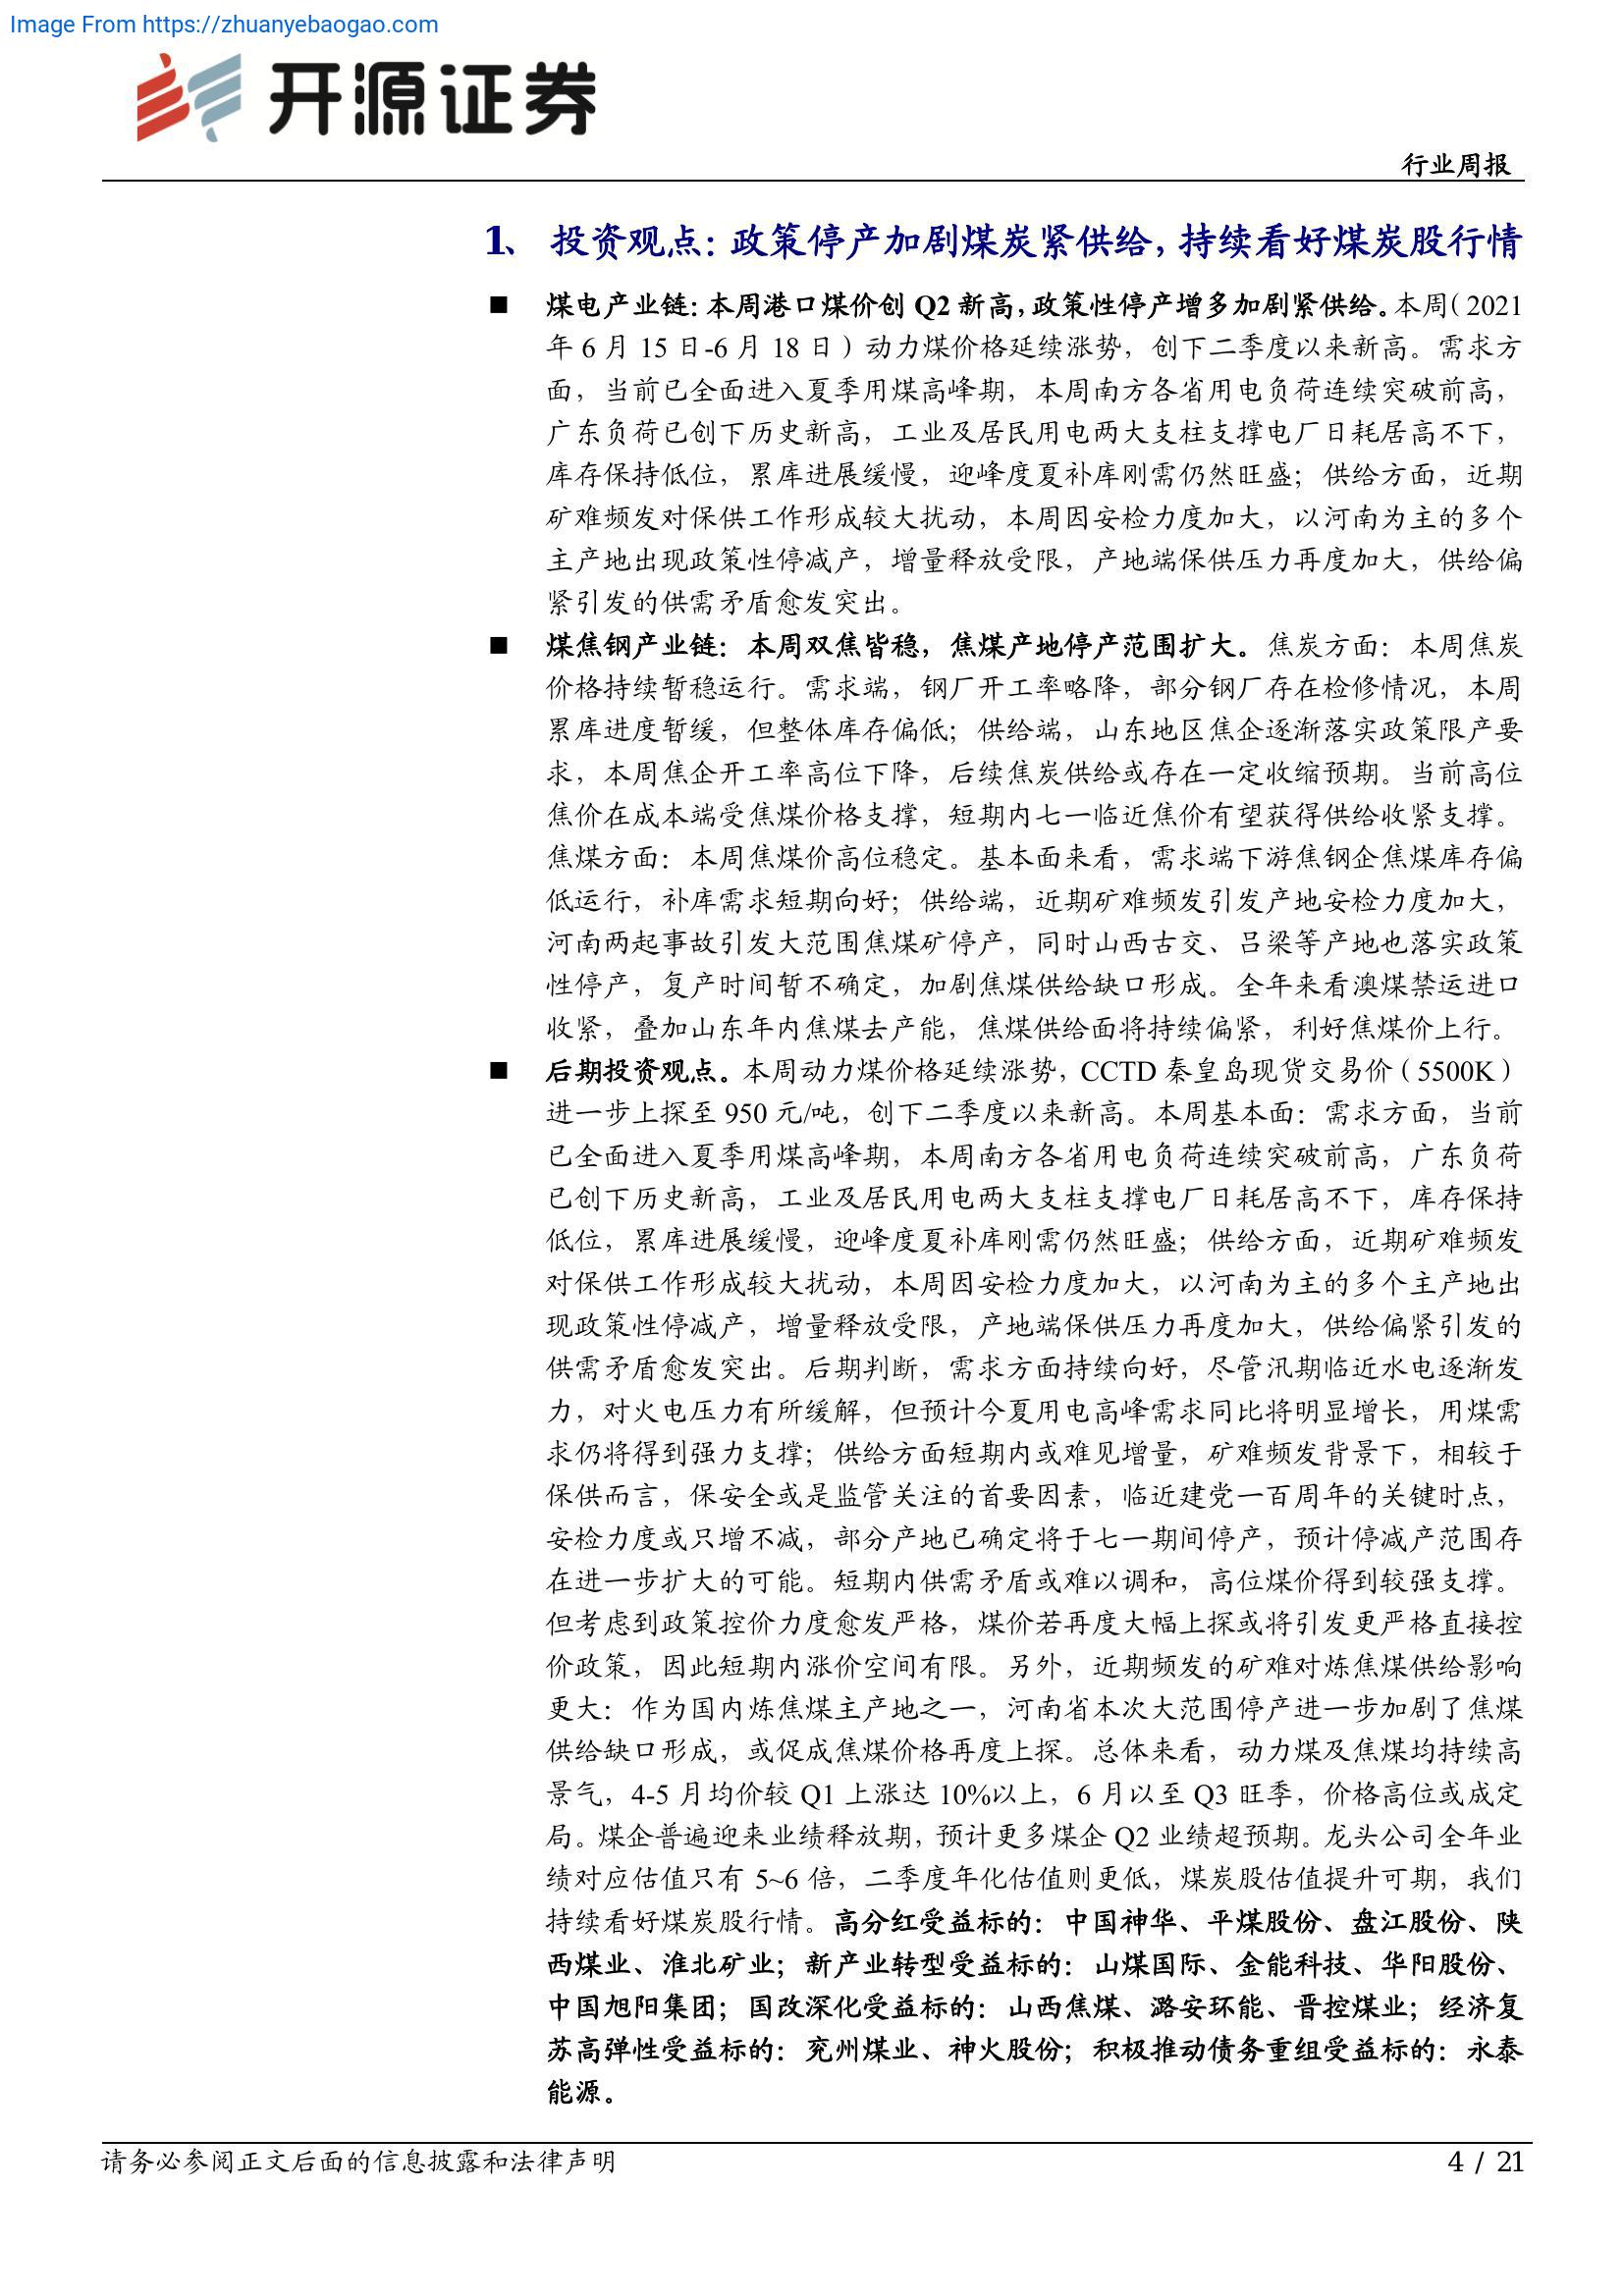 Image From https://zhuanyebaogao.com
开源证券
行业周报
1、 投资观点：政策停产加剧煤炭紧供给，持续看好煤炭股行情
■ 煤电产业链：本周港口煤价创 Q2 新高，政策性停产增多加剧紧供给。本周（2021
年 6 月 15 日-6 月 18 日）动力煤价格延续涨势，创下二季度以来新高。需求方
面，当前已全面进入夏季用煤高峰期，本周南方各省用电负荷连续突破前高，
广东负荷已创下历史新高，工业及居民用电两大支柱支撑电厂日耗居高不下，
库存保持低位，累库进展缓慢，迎峰度夏补库刚需仍然旺盛；供给方面，近期
矿难频发对保供工作形成较大扰动，本周因安检力度加大，以河南为主的多个
主产地出现政策性停减产，增量释放受限，产地端保供压力再度加大，供给偏
紧引发的供需矛盾愈发突出。
■ 煤焦钢产业链：本周双焦皆稳，焦煤产地停产范围扩大。焦炭方面：本周焦炭
价格持续暂稳运行。需求端，钢厂开工率略降，部分钢厂存在检修情况，本周
累库进度暂缓，但整体库存偏低；供给端，山东地区焦企逐渐落实政策限产要
求，本周焦企开工率高位下降，后续焦炭供给或存在一定收缩预期。当前高位
焦价在成本端受焦煤价格支撑，短期内七一临近焦价有望获得供给收紧支撑。
焦煤方面：本周焦煤价高位稳定。基本面来看，需求端下游焦钢企焦煤库存偏
低运行，补库需求短期向好；供给端，近期矿难频发引发产地安检力度加大，
河南两起事故引发大范围焦煤矿停产，同时山西古交、吕梁等产地也落实政策
性停产，复产时间暂不确定，加剧焦煤供给缺口形成。全年来看澳煤禁运进口
收紧，叠加山东年内焦煤去产能，焦煤供给面将持续偏紧，利好焦煤价上行。
■ 后期投资观点。本周动力煤价格延续涨势，CCTD 秦皇岛现货交易价（5500K）
进一步上探至 950 元/吨，创下二季度以来新高。本周基本面：需求方面，当前
已全面进入夏季用煤高峰期，本周南方各省用电负荷连续突破前高，广东负荷
已创下历史新高，工业及居民用电两大支柱支撑电厂日耗居高不下，库存保持
低位，累库进展缓慢，迎峰度夏补库刚需仍然旺盛；供给方面，近期矿难频发
对保供工作形成较大扰动，本周因安检力度加大，以河南为主的多个主产地出
现政策性停减产，增量释放受限，产地端保供压力再度加大，供给偏紧引发的
供需矛盾愈发突出。后期判断，需求方面持续向好，尽管汛期临近水电逐渐发
力，对火电压力有所缓解，但预计今夏用电高峰需求同比将明显增长，用煤需
求仍将得到强力支撑；供给方面短期内或难见增量，矿难频发背景下，相较于
保供而言，保安全或是监管关注的首要因素，临近建党一百周年的关键时点，
安检力度或只增不减，部分产地已确定将于七一期间停产，预计停减产范围存
在进一步扩大的可能。短期内供需矛盾或难以调和，高位煤价得到较强支撑。
但考虑到政策控价力度愈发严格，煤价若再度大幅上探或将引发更严格直接控
价政策，因此短期内涨价空间有限。另外，近期频发的矿难对炼焦煤供给影响
更大：作为国内炼焦煤主产地之一，河南省本次大范围停产进一步加剧了焦煤
供给缺口形成，或促成焦煤价格再度上探。总体来看，动力煤及焦煤均持续高
景气，4-5 月均价较 Q1 上涨达 10%以上，6 月以至 Q3 旺季，价格高位或成定
局。煤企普遍迎来业绩释放期，预计更多煤企 Q2 业绩超预期。龙头公司全年业
绩对应估值只有 5~6 倍，二季度年化估值则更低，煤炭股估值提升可期，我们
持续看好煤炭股行情。高分红受益标的：中国神华、平煤股份、盘江股份、陕
西煤业、淮北矿业；新产业转型受益标的：山煤国际、金能科技、华阳股份、
中国旭阳集团；国改深化受益标的：山西焦煤、潞安环能、晋控煤业；经济复
苏高弹性受益标的：兖州煤业、神火股份；积极推动债务重组受益标的：永泰
能源。
请务必参阅正文后面的信息披露和法律声明
4 / 21